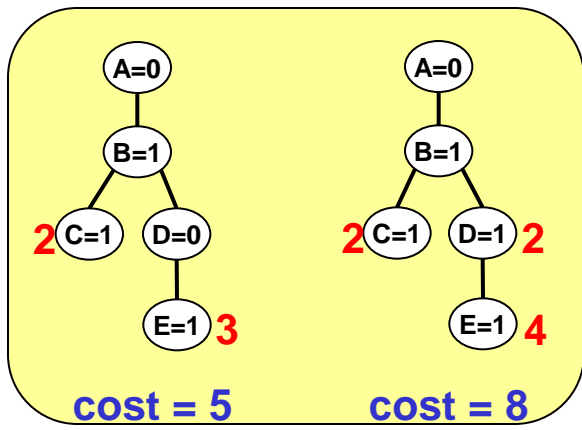 A=0 A=0
B=1 B=1
2 C=1 D=0 2 C=1 D=1 2
E=1 3 E=1 4
cost = 5 cost = 8